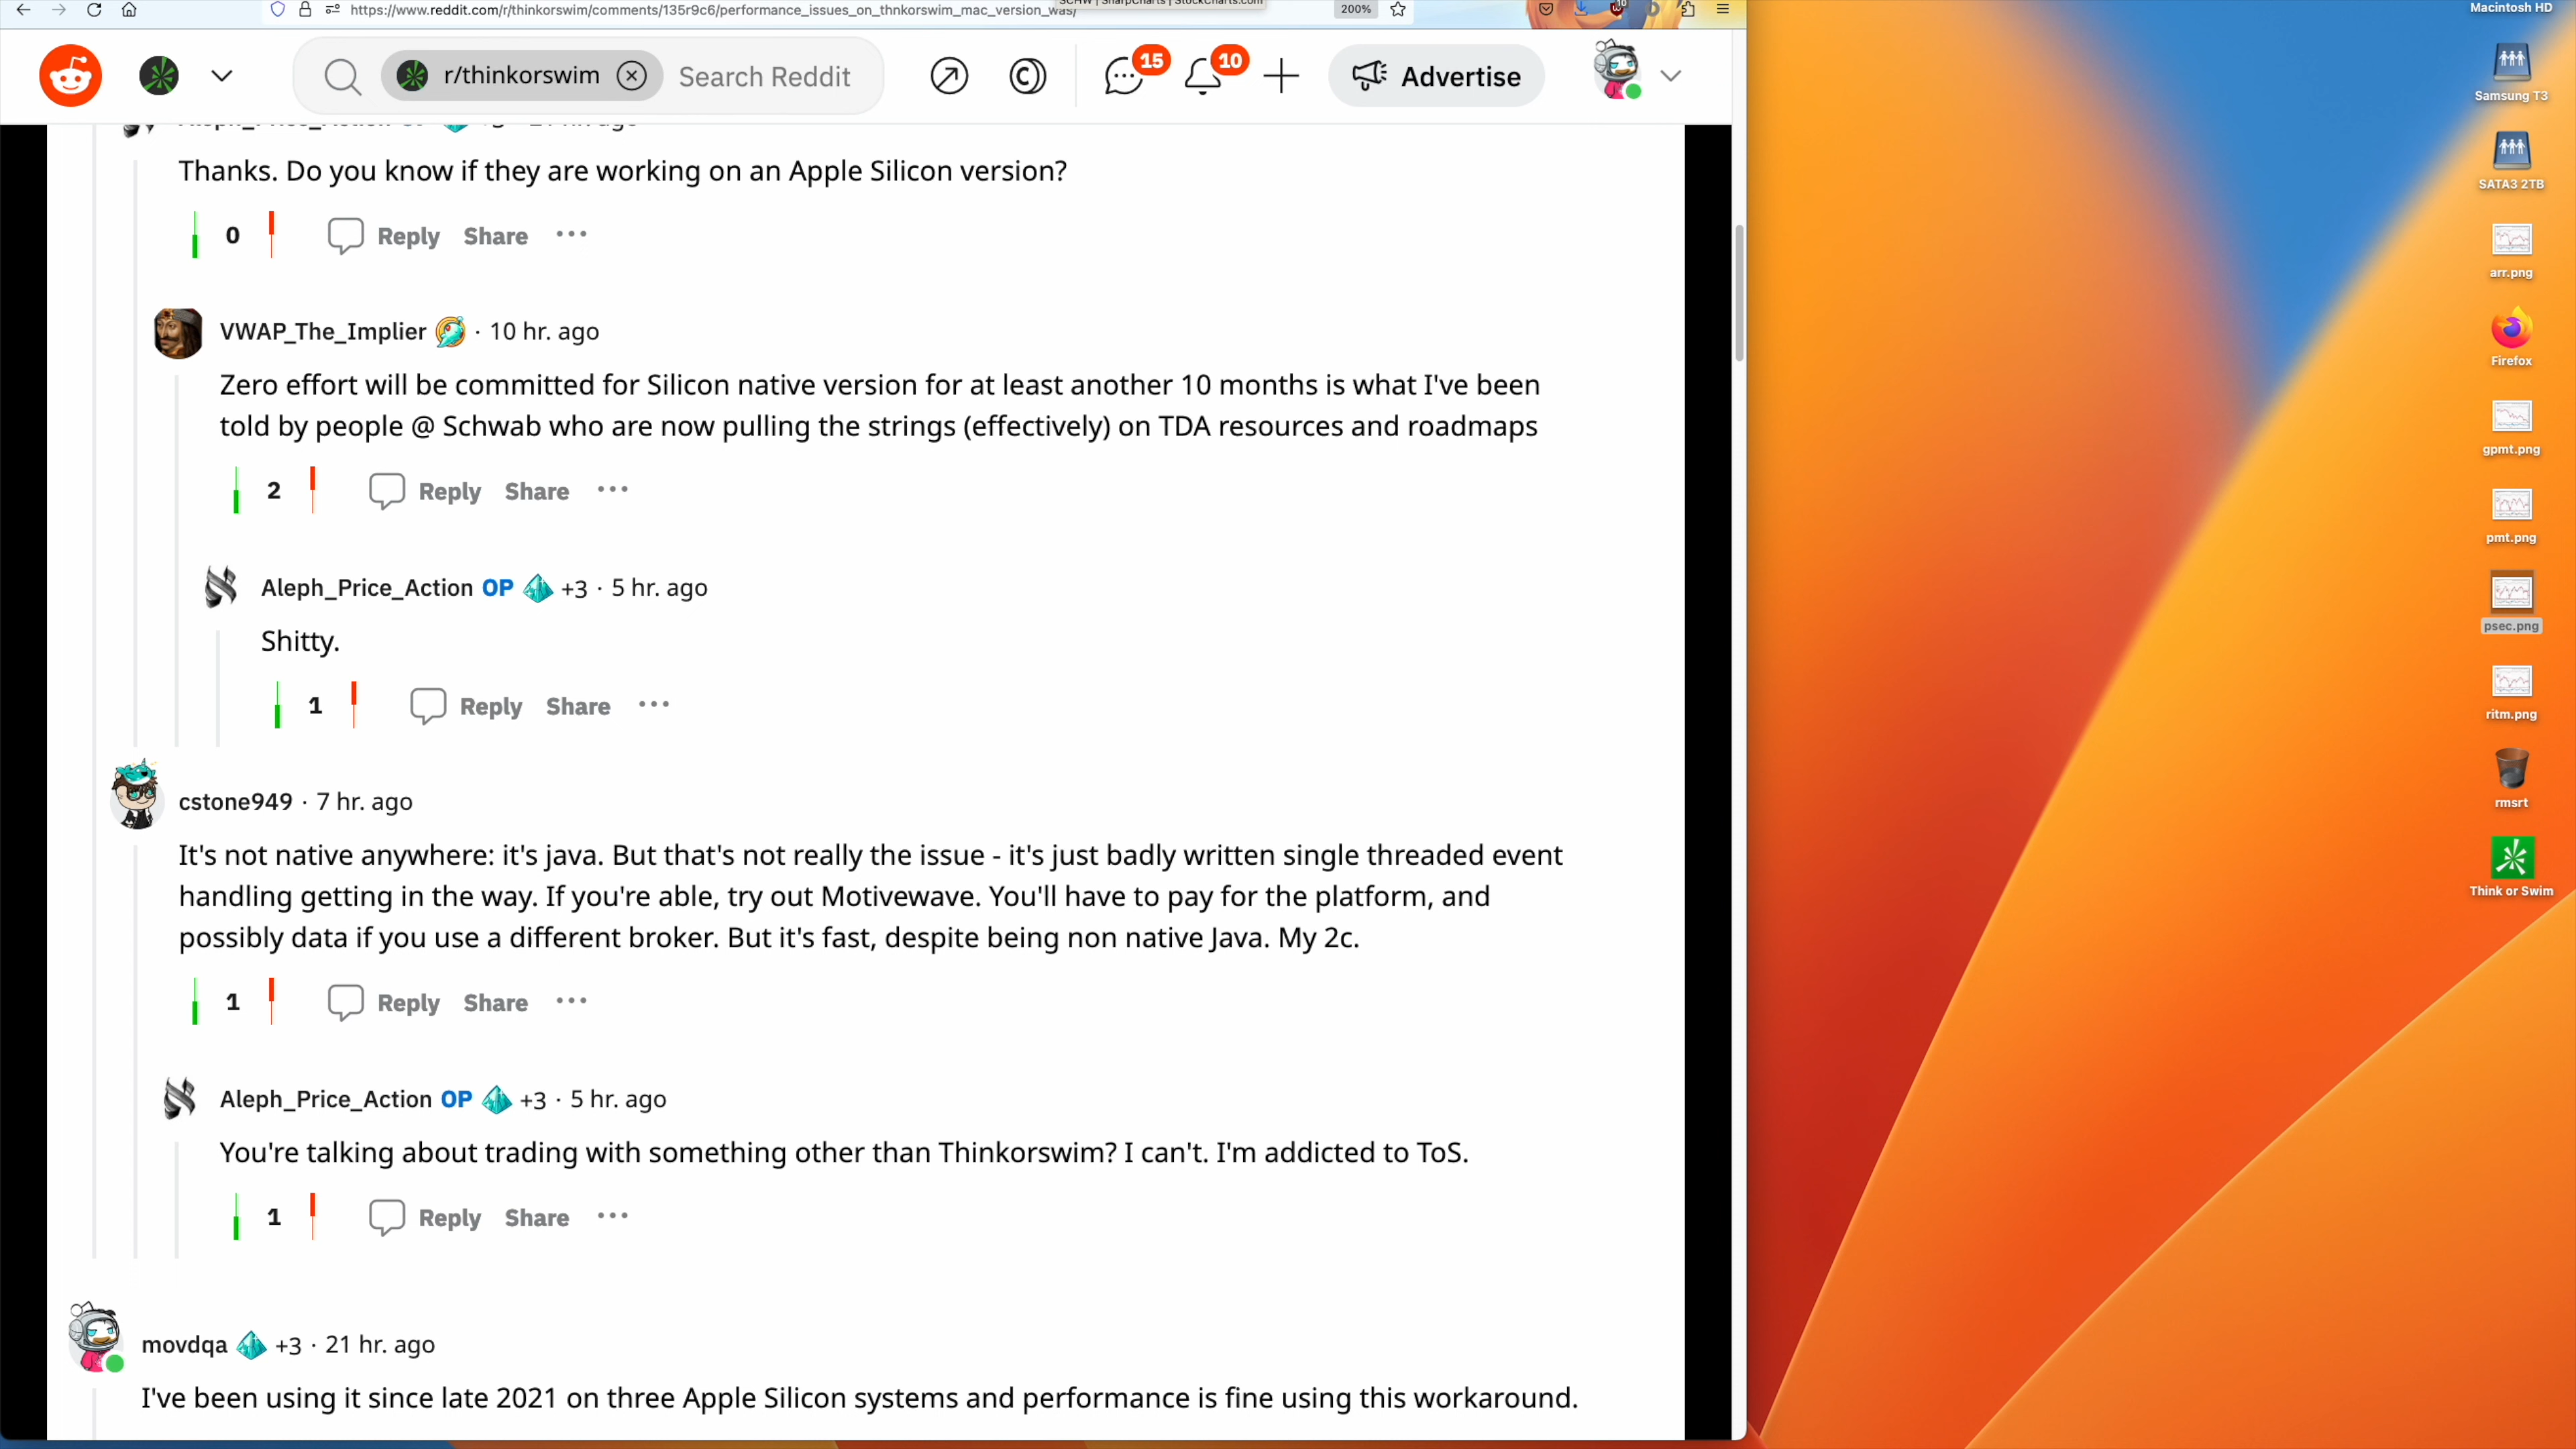 SCHW | SharpCharts | StockCharts.com
https://www.reddit.com/r/thinkorswim/comments/135r9c6/performance_issues_on_thnkorswim_mac_version_was/
200%
10
r/thinkorswim
Search Reddit
15
10
Advertise
Aleph_Price_Action OP +3 · 21 hr. ago
Thanks. Do you know if they are working on an Apple Silicon version?
0 Reply Share ···
VWAP_The_Implier · 10 hr. ago
Zero effort will be committed for Silicon native version for at least another 10 months is what I've been
told by people @ Schwab who are now pulling the strings (effectively) on TDA resources and roadmaps
2 Reply Share ···
Aleph_Price_Action OP +3 · 5 hr. ago
Shitty.
1 Reply Share ···
cstone949 · 7 hr. ago
It's not native anywhere: it's java. But that's not really the issue - it's just badly written single threaded event
handling getting in the way. If you're able, try out Motivewave. You'll have to pay for the platform, and
possibly data if you use a different broker. But it's fast, despite being non native Java. My 2c.
1 Reply Share ···
Aleph_Price_Action OP +3 · 5 hr. ago
You're talking about trading with something other than Thinkorswim? I can't. I'm addicted to ToS.
1 Reply Share ···
movdqa +3 · 21 hr. ago
I've been using it since late 2021 on three Apple Silicon systems and performance is fine using this workaround.
Macintosh HD
Samsung T3
SATA3 2TB
arr.png
Firefox
gpmt.png
pmt.png
psec.png
ritm.png
rmsrt
Think or Swim